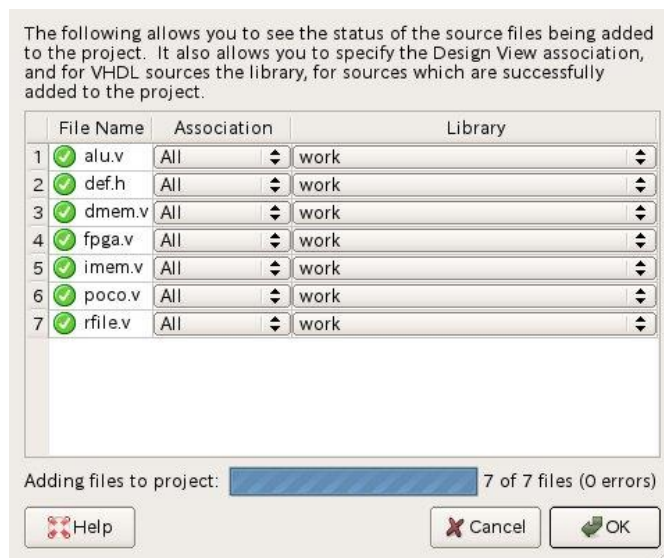 The following allows you to see the status of the source files being added
to the project.  It also allows you to specify the Design View association,
and for VHDL sources the library, for sources which are successfully
added to the project.
File Name Association Library
1 alu.v All work
2 def.h All work
3 dmem.v All work
4 fpga.v All work
5 imem.v All work
6 poco.v All work
7 rfile.v All work
Adding files to project: 7 of 7 files (0 errors)
Help Cancel OK